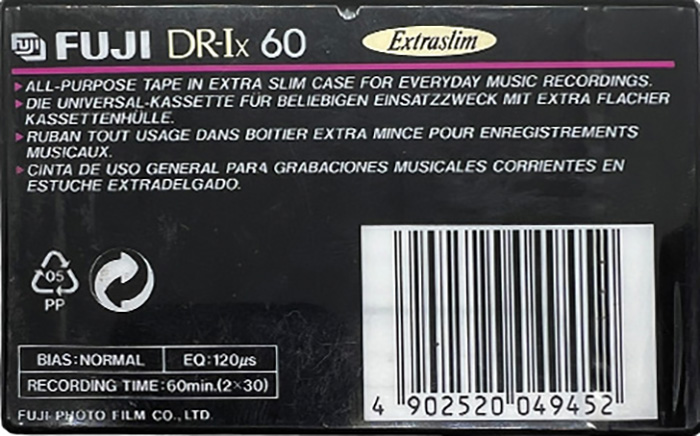 FUJI FUJI DR-Ix 60 Extraslim
ALL-PURPOSE TAPE IN EXTRA SLIM CASE FOR EVERYDAY MUSIC RECORDINGS.
DIE UNIVERSAL-KASSETTE FÜR BELIEBIGEN EINSATZZWECK MIT EXTRA FLACHER
KASSETTENHÜLLE.
RUBAN TOUT USAGE DANS BOITIER EXTRA MINCE POUR ENREGISTREMENTS
MUSICAUX.
CINTA DE USO GENERAL PARA GRABACIONES MUSICALES CORRIENTES EN
ESTUCHE EXTRADELGADO.
05
PP
BIAS:NORMAL EQ:120μs
RECORDING TIME:60min.(2×30)
FUJI PHOTO FILM CO., LTD.
4 902520 049452